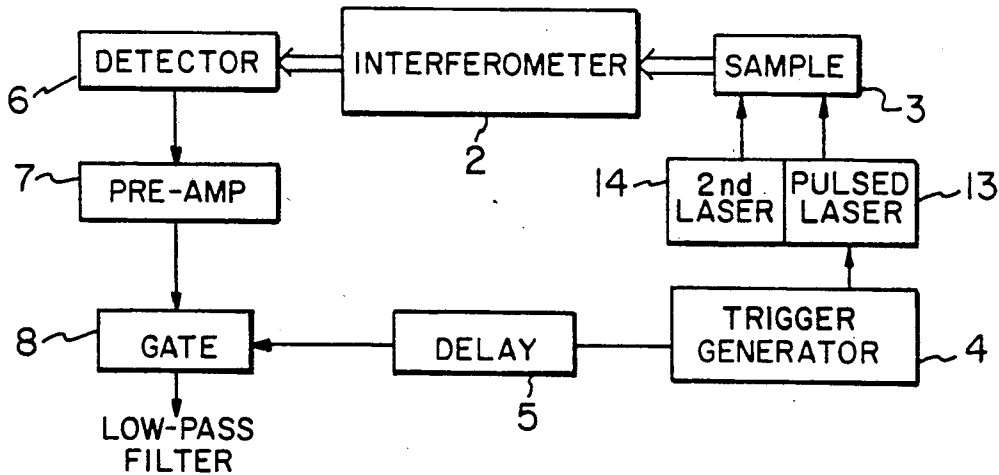 DETECTOR
6
INTERFEROMETER
2
SAMPLE
3
7
PRE-AMP
14
2nd
LASER
PULSED
LASER
13
8
GATE
DELAY
5
TRIGGER
GENERATOR
4
LOW-PASS
FILTER